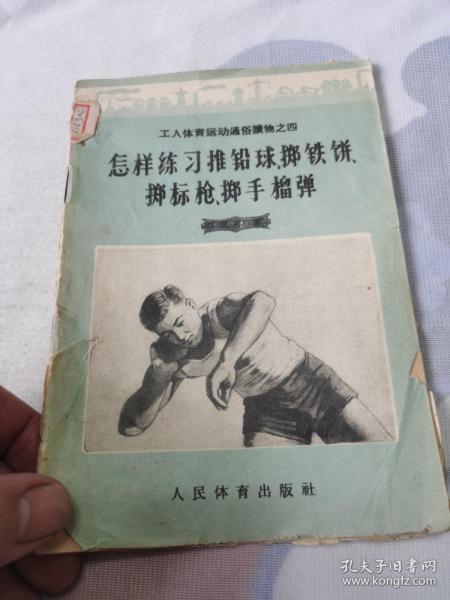 工人体育运动通俗讀物之四
怎样练习推铅球、掷铁饼、
掷标枪、掷手榴弹
人民体育出版社
孔夫子旧书网
www.kongfz.com